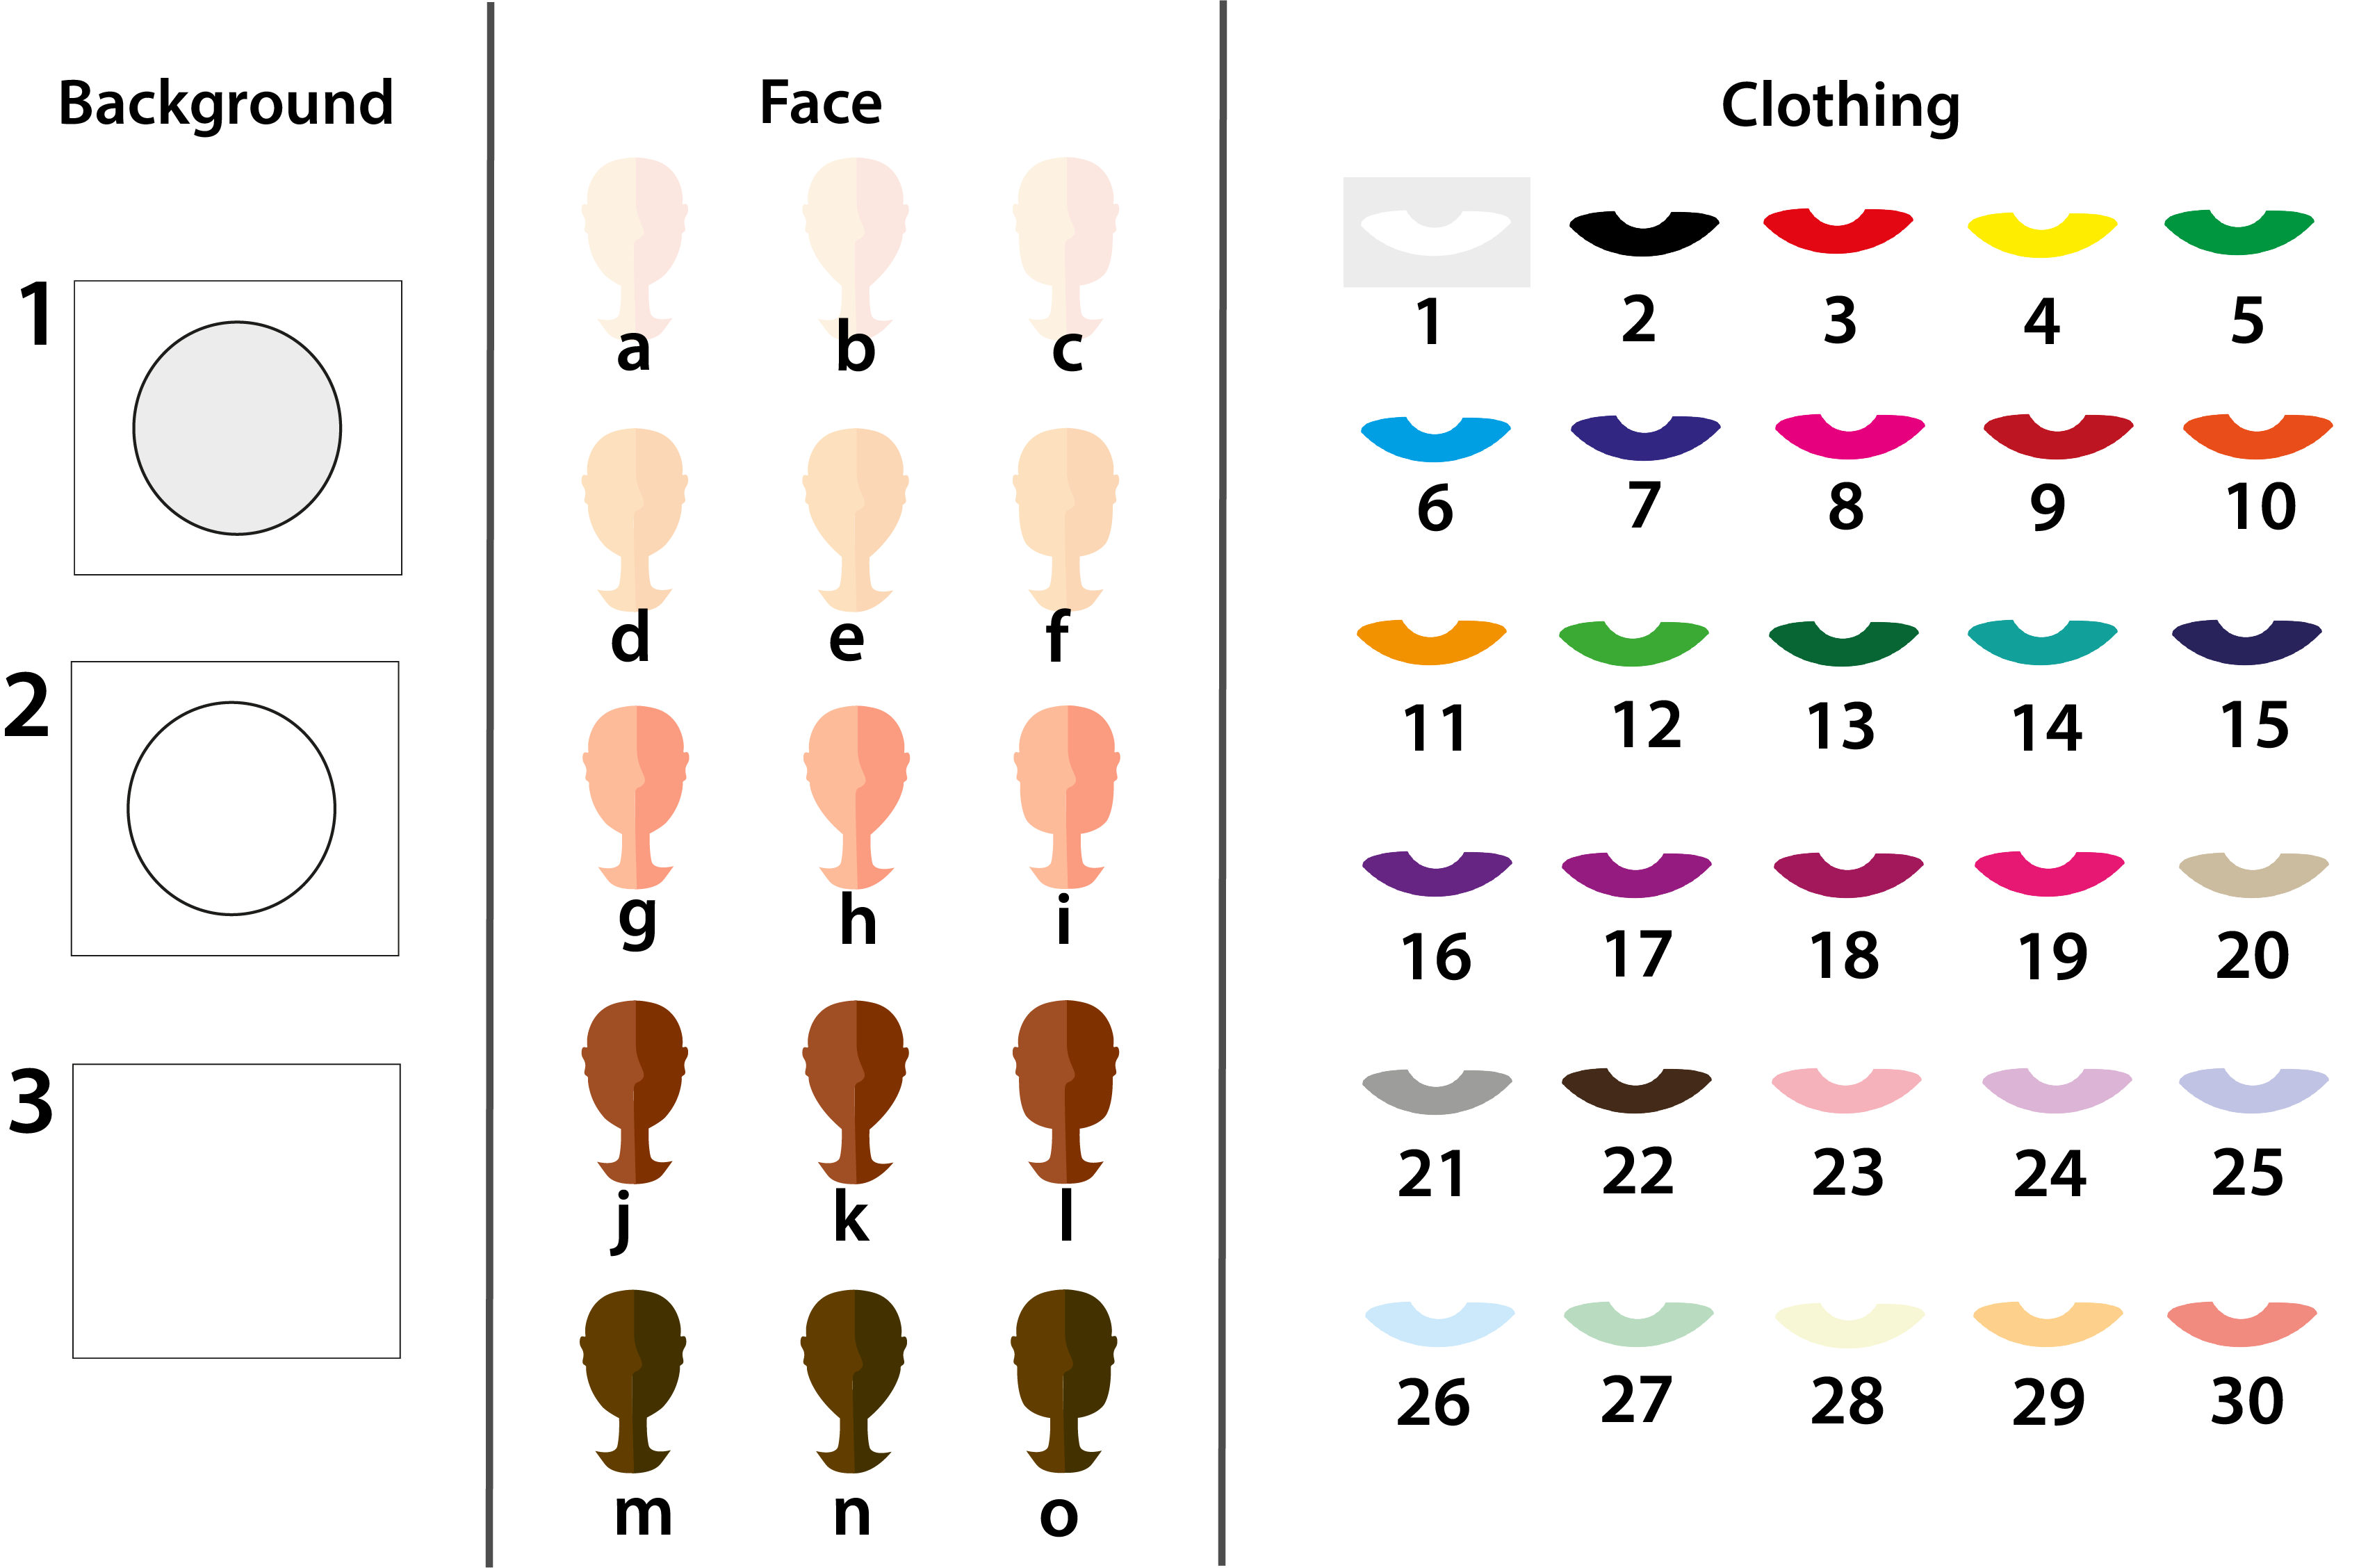 Background
1
2
3
Face
a b c
d e f
g h i
j k l
m n o
Clothing
1 2 3 4 5
6 7 8 9 10
11 12 13 14 15
16 17 18 19 20
21 22 23 24 25
26 27 28 29 30